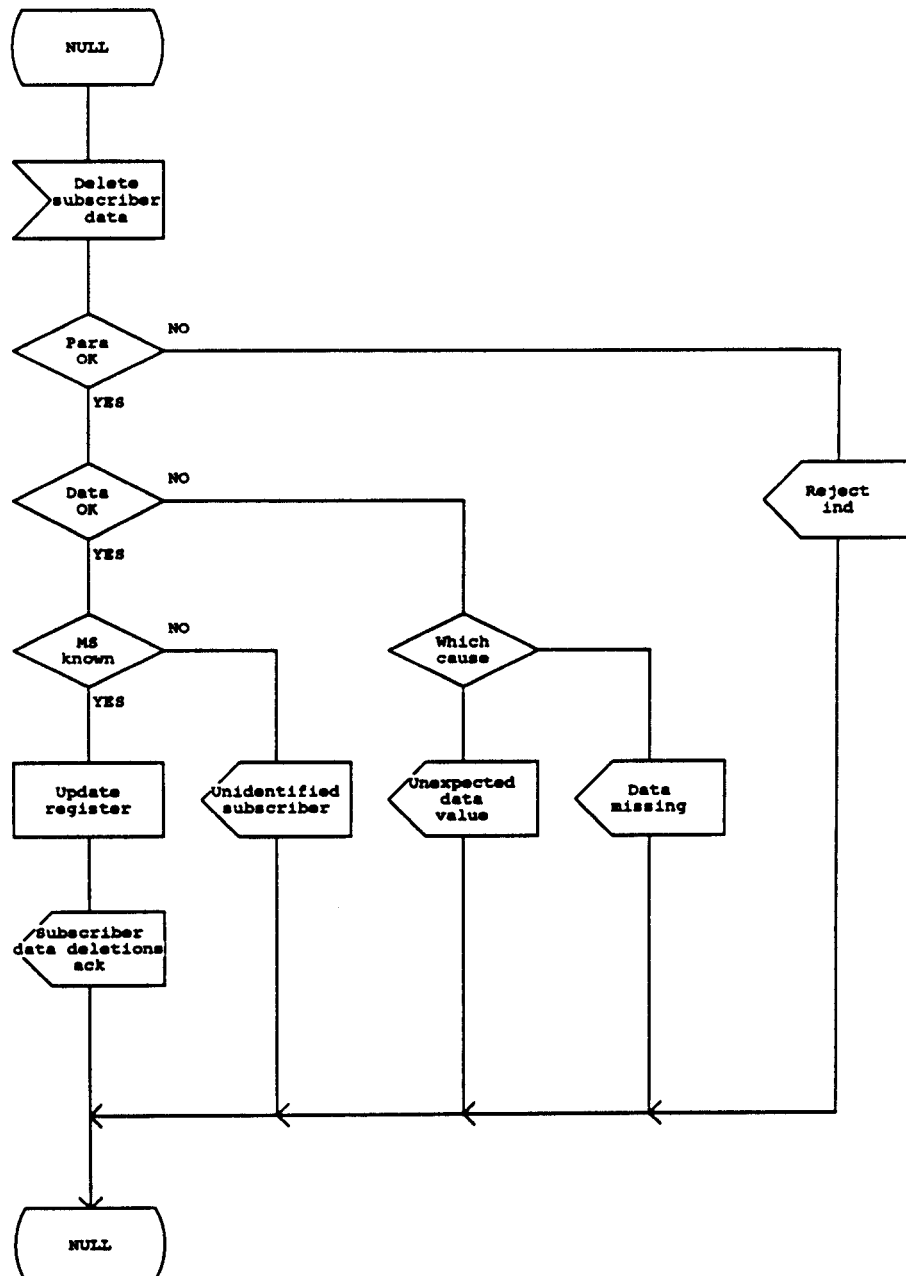 NULL
Delete
subscriber
data
Para
OK
NO
YES
Data
OK
NO
YES
Reject
ind
MS
known
NO
YES
Which
cause
Update
register
Unidentified
subscriber
Unexpected
data
value
Data
missing
Subscriber
data deletions
ack
NULL